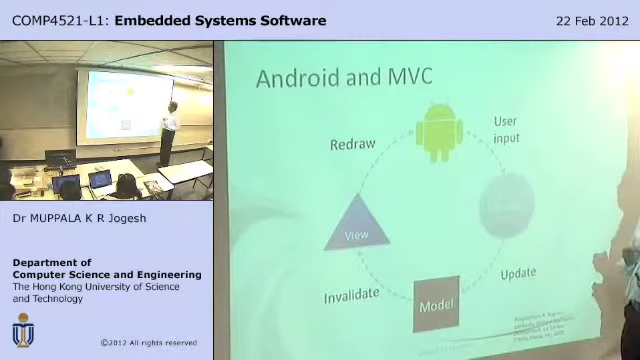 COMP4521-L1: Embedded Systems Software
22 Feb 2012
Android and MVC
Redraw
User
input
View
Update
Invalidate
Model
Dr MUPPALA K R Jogesh
Department of
Computer Science and Engineering
The Hong Kong University of Science
and Technology
©2012 All rights reserved